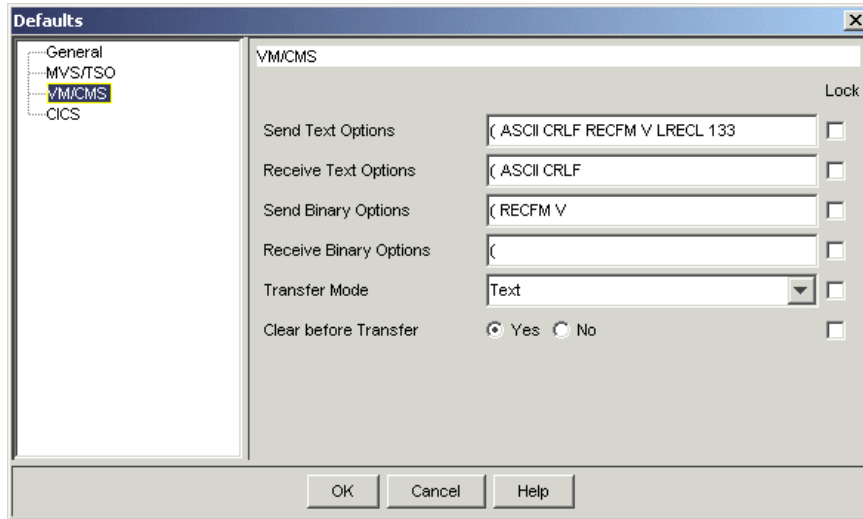 Defaults
General
MVS/TSO
VM/CMS
CICS
VM/CMS
Lock
Send Text Options ( ASCII CRLF RECFM V LRECL 133
Receive Text Options ( ASCII CRLF
Send Binary Options ( RECFM V
Receive Binary Options (
Transfer Mode Text
Clear before Transfer Yes No
OK Cancel Help